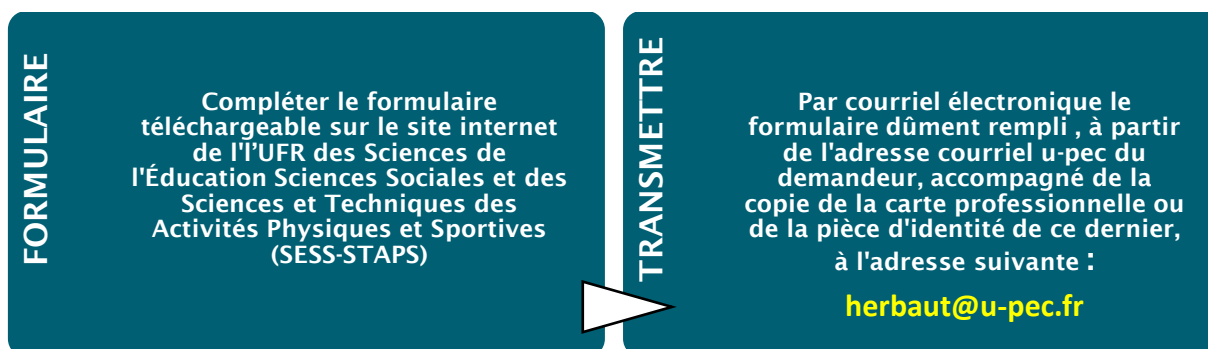 FORMULAIRE
Compléter le formulaire
téléchargeable sur le site internet
de l'l’UFR des Sciences de
l'Éducation Sciences Sociales et des
Sciences et Techniques des
Activités Physiques et Sportives
(SESS-STAPS)
TRANSMETTRE
Par courriel électronique le
formulaire dûment rempli , à partir
de l'adresse courriel u-pec du
demandeur, accompagné de la
copie de la carte professionnelle ou
de la pièce d'identité de ce dernier,
à l'adresse suivante :
herbaut@u-pec.fr